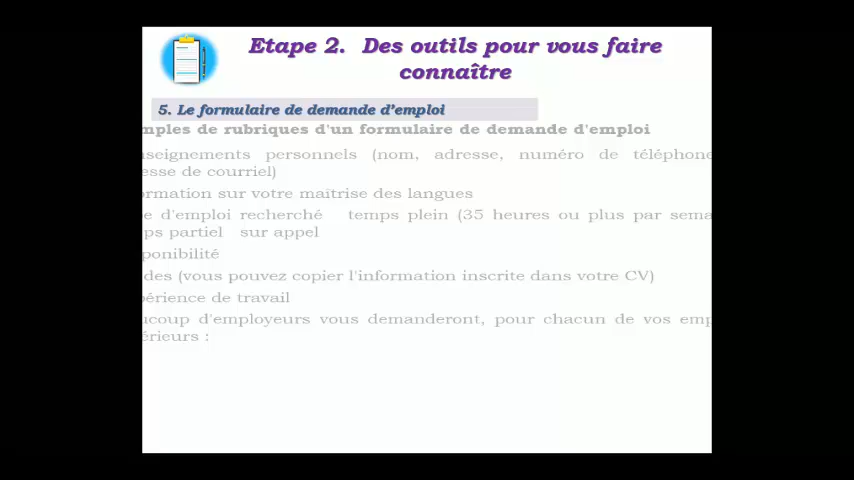 Etape 2. Des outils pour vous faire
connaître
5. Le formulaire de demande d'emploi
mples de rubriques d'un formulaire de demande d'emploi
nseignements personnels (nom, adresse, numéro de téléphone
esse de courriel)
ormation sur votre maîtrise des langues
e d'emploi recherché temps plein (35 heures ou plus par sema
ps partiel sur appel
ponibilité
des (vous pouvez copier l'information inscrite dans votre CV)
périence de travail
ucoup d'employeurs vous demanderont, pour chacun de vos emp
érieurs :